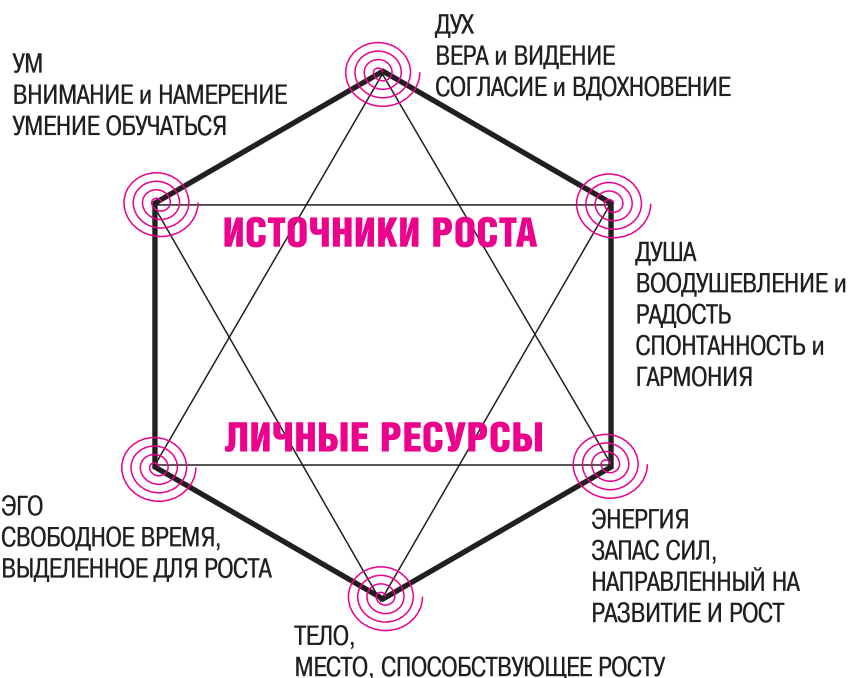 ДУХ
ВЕРА и ВИДЕНИЕ
СОГЛАСИЕ и ВДОХНОВЕНИЕ
УМ
ВНИМАНИЕ и НАМЕРЕНИЕ
УМЕНИЕ ОБУЧАТЬСЯ
ИСТОЧНИКИ РОСТА
ДУША
ВООДУШЕВЛЕНИЕ и
РАДОСТЬ
СПОНТАННОСТЬ и
ГАРМОНИЯ
ЛИЧНЫЕ РЕСУРСЫ
ЭГО
СВОБОДНОЕ ВРЕМЯ,
ВЫДЕЛЕННОЕ ДЛЯ РОСТА
ЭНЕРГИЯ
ЗАПАС СИЛ,
НАПРАВЛЕННЫЙ НА
РАЗВИТИЕ И РОСТ
ТЕЛО,
МЕСТО, СПОСОБСТВУЮЩЕЕ РОСТУ